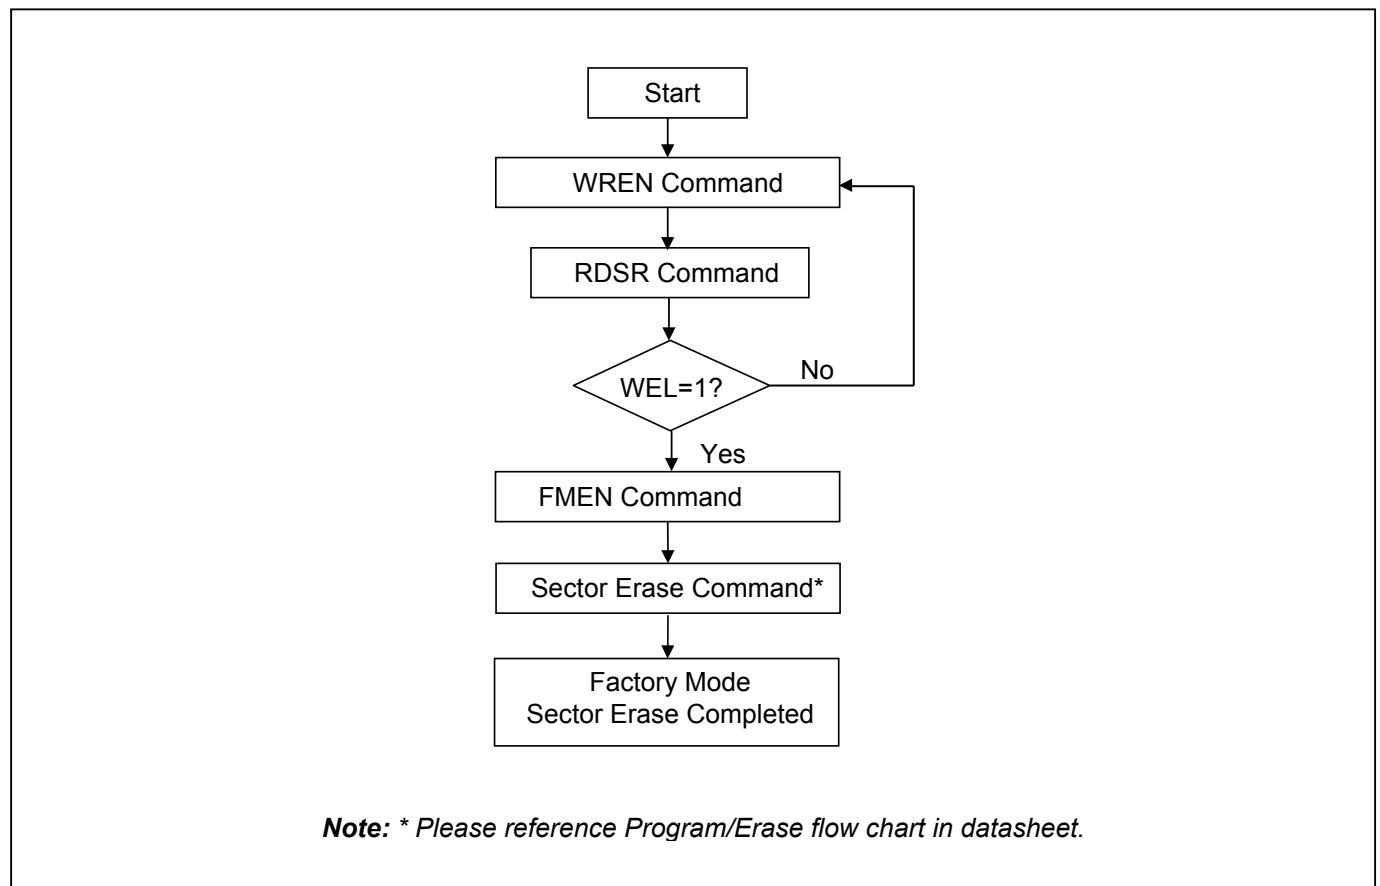 Start
WREN Command
RDSR Command
WEL=1?
No
Yes
FMEN Command
Sector Erase Command*
Factory Mode
Sector Erase Completed
Note: * Please reference Program/Erase flow chart in datasheet.